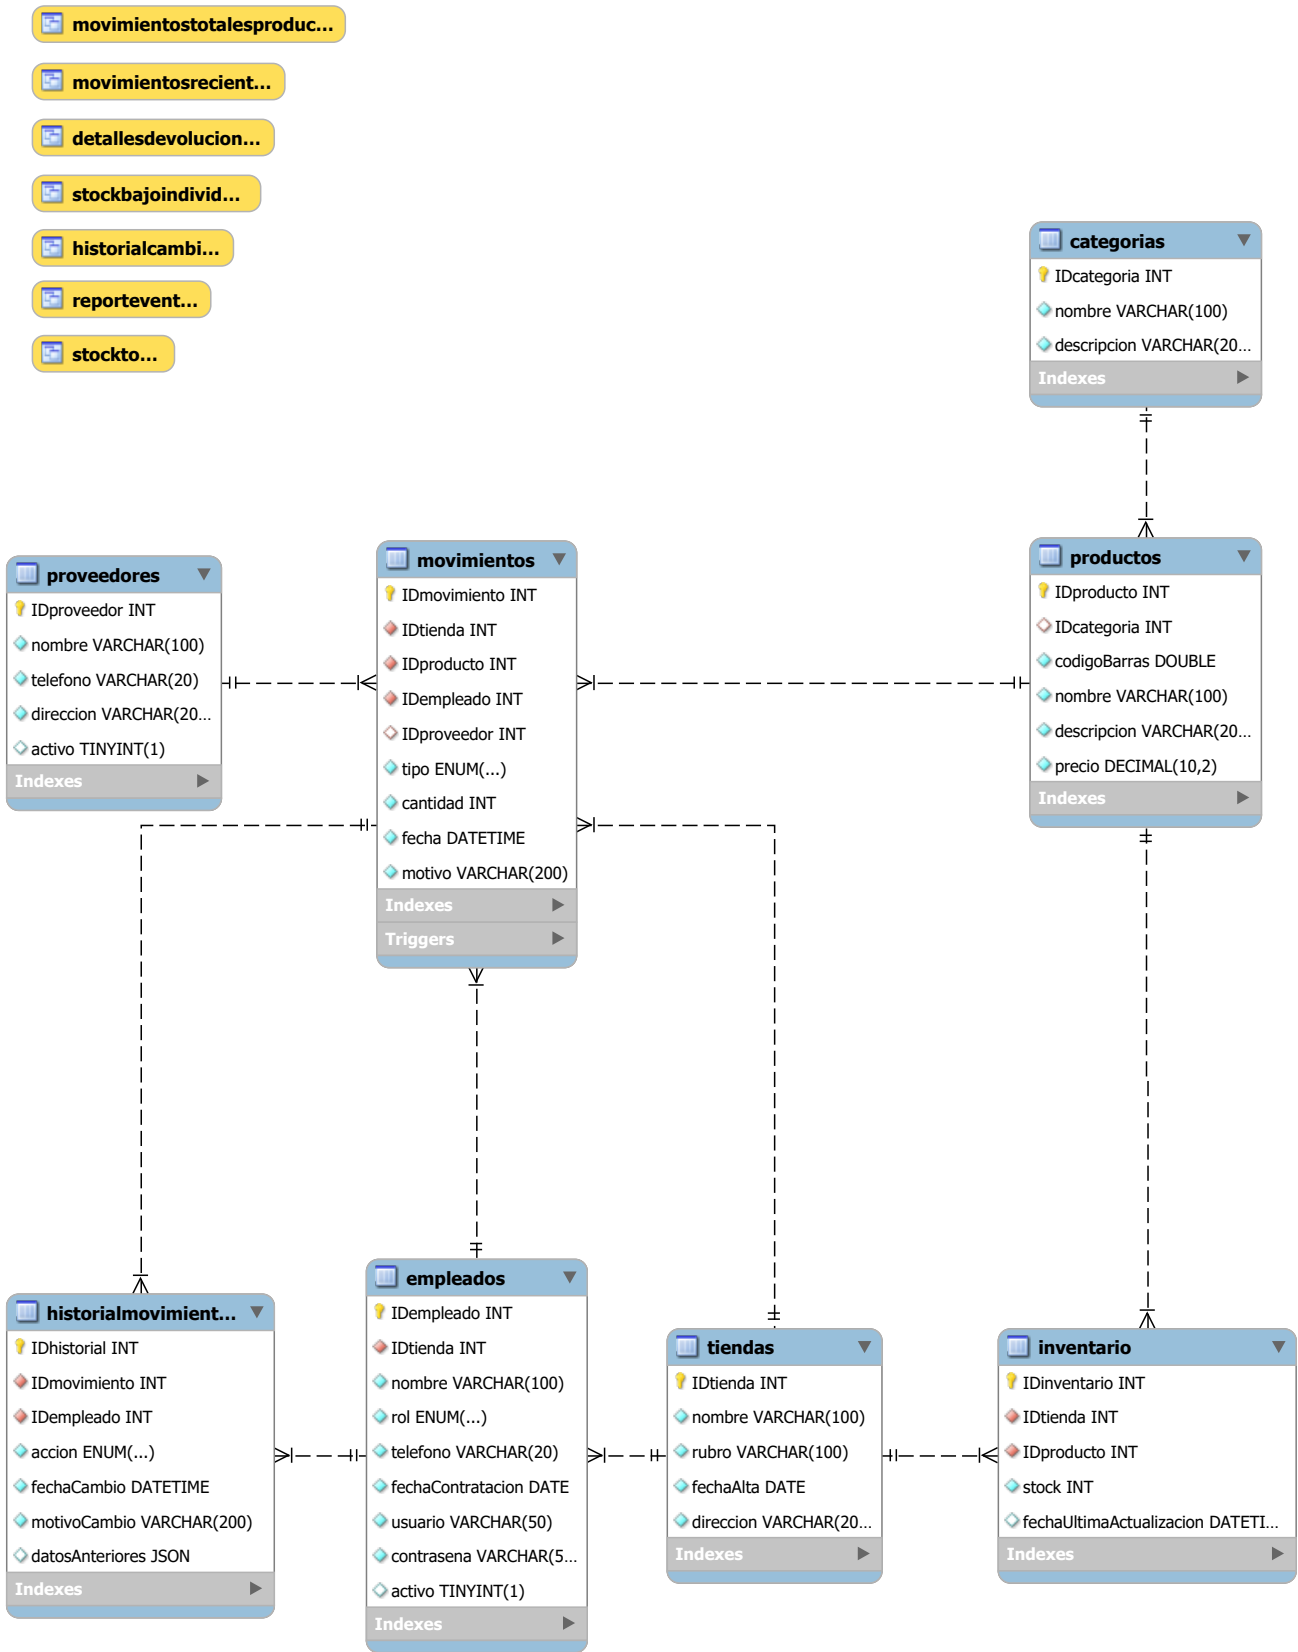 movimientostotalesproduc...
movimientosrecient...
detallesdevolucion...
stockbajoindivid...
historialcambi...
reportevent...
stockto...
categorias
IDcategoria INT
nombre VARCHAR(100)
descripcion VARCHAR(20...
Indexes
proveedores
IDproveedor INT
nombre VARCHAR(100)
telefono VARCHAR(20)
direccion VARCHAR(20...
activo TINYINT(1)
Indexes
movimientos
IDmovimiento INT
IDtienda INT
IDproducto INT
IDempleado INT
IDproveedor INT
tipo ENUM(...)
cantidad INT
fecha DATETIME
motivo VARCHAR(200)
Indexes
Triggers
productos
IDproducto INT
IDcategoria INT
codigoBarras DOUBLE
nombre VARCHAR(100)
descripcion VARCHAR(20...
precio DECIMAL(10,2)
Indexes
historialmovimient...
IDhistorial INT
IDmovimiento INT
IDempleado INT
accion ENUM(...)
fechaCambio DATETIME
motivoCambio VARCHAR(200)
datosAnteriores JSON
Indexes
empleados
IDempleado INT
IDtienda INT
nombre VARCHAR(100)
rol ENUM(...)
telefono VARCHAR(20)
fechaContratacion DATE
usuario VARCHAR(50)
contrasena VARCHAR(5...
activo TINYINT(1)
Indexes
tiendas
IDtienda INT
nombre VARCHAR(100)
rubro VARCHAR(100)
fechaAlta DATE
direccion VARCHAR(20...
Indexes
inventario
IDinventario INT
IDtienda INT
IDproducto INT
stock INT
fechaUltimaActualizacion DATETI...
Indexes